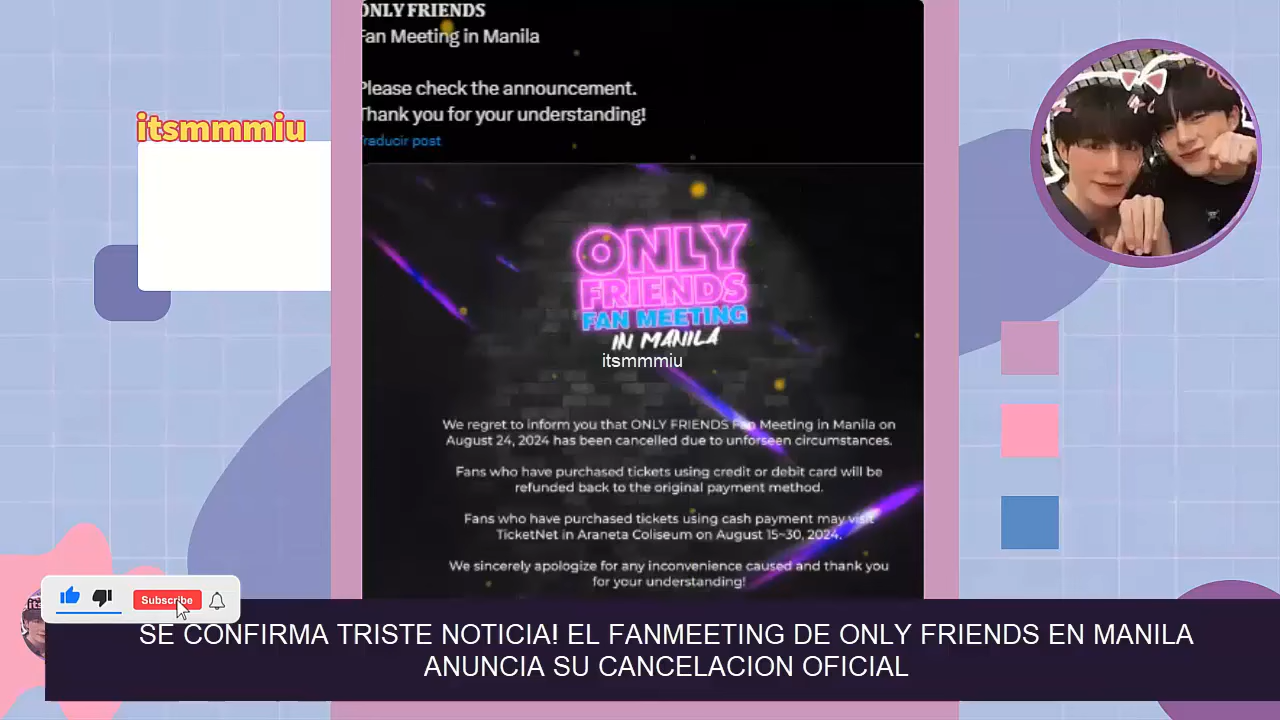 ONLY FRIENDS
Fan Meeting in Manila
Please check the announcement.
Thank you for your understanding!
Traducir post
itsmmmiu
ONLY
FRIENDS
FAN MEETING
IN MANILA
itsmmmiu
We regret to inform you that ONLY FRIENDS Fan Meeting in Manila on
August 24, 2024 has been cancelled due to unforseen circumstances.
Fans who have purchased tickets using credit or debit card will be
refunded back to the original payment method.
Fans who have purchased tickets using cash payment may visit
TicketNet in Araneta Coliseum on August 15~30, 2024.
We sincerely apologize for any inconvenience caused and thank you
for your understanding!
Subscribe
SE CONFIRMA TRISTE NOTICIA! EL FANMEETING DE ONLY FRIENDS EN MANILA
ANUNCIA SU CANCELACION OFICIAL